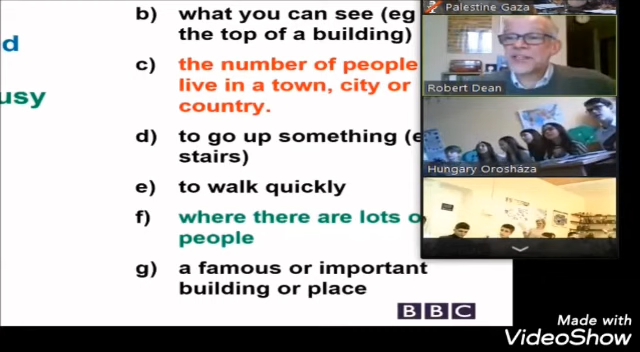 b) what you can see (eg
the top of a building)
d
c) the number of people
live in a town, city or
country.
usy
d) to go up something (e
stairs)
e) to walk quickly
f) where there are lots o
people
g) a famous or important
building or place
BBC
Palestine Gaza
Robert Dean
Hungary Orosháza
Made with
VideoShow